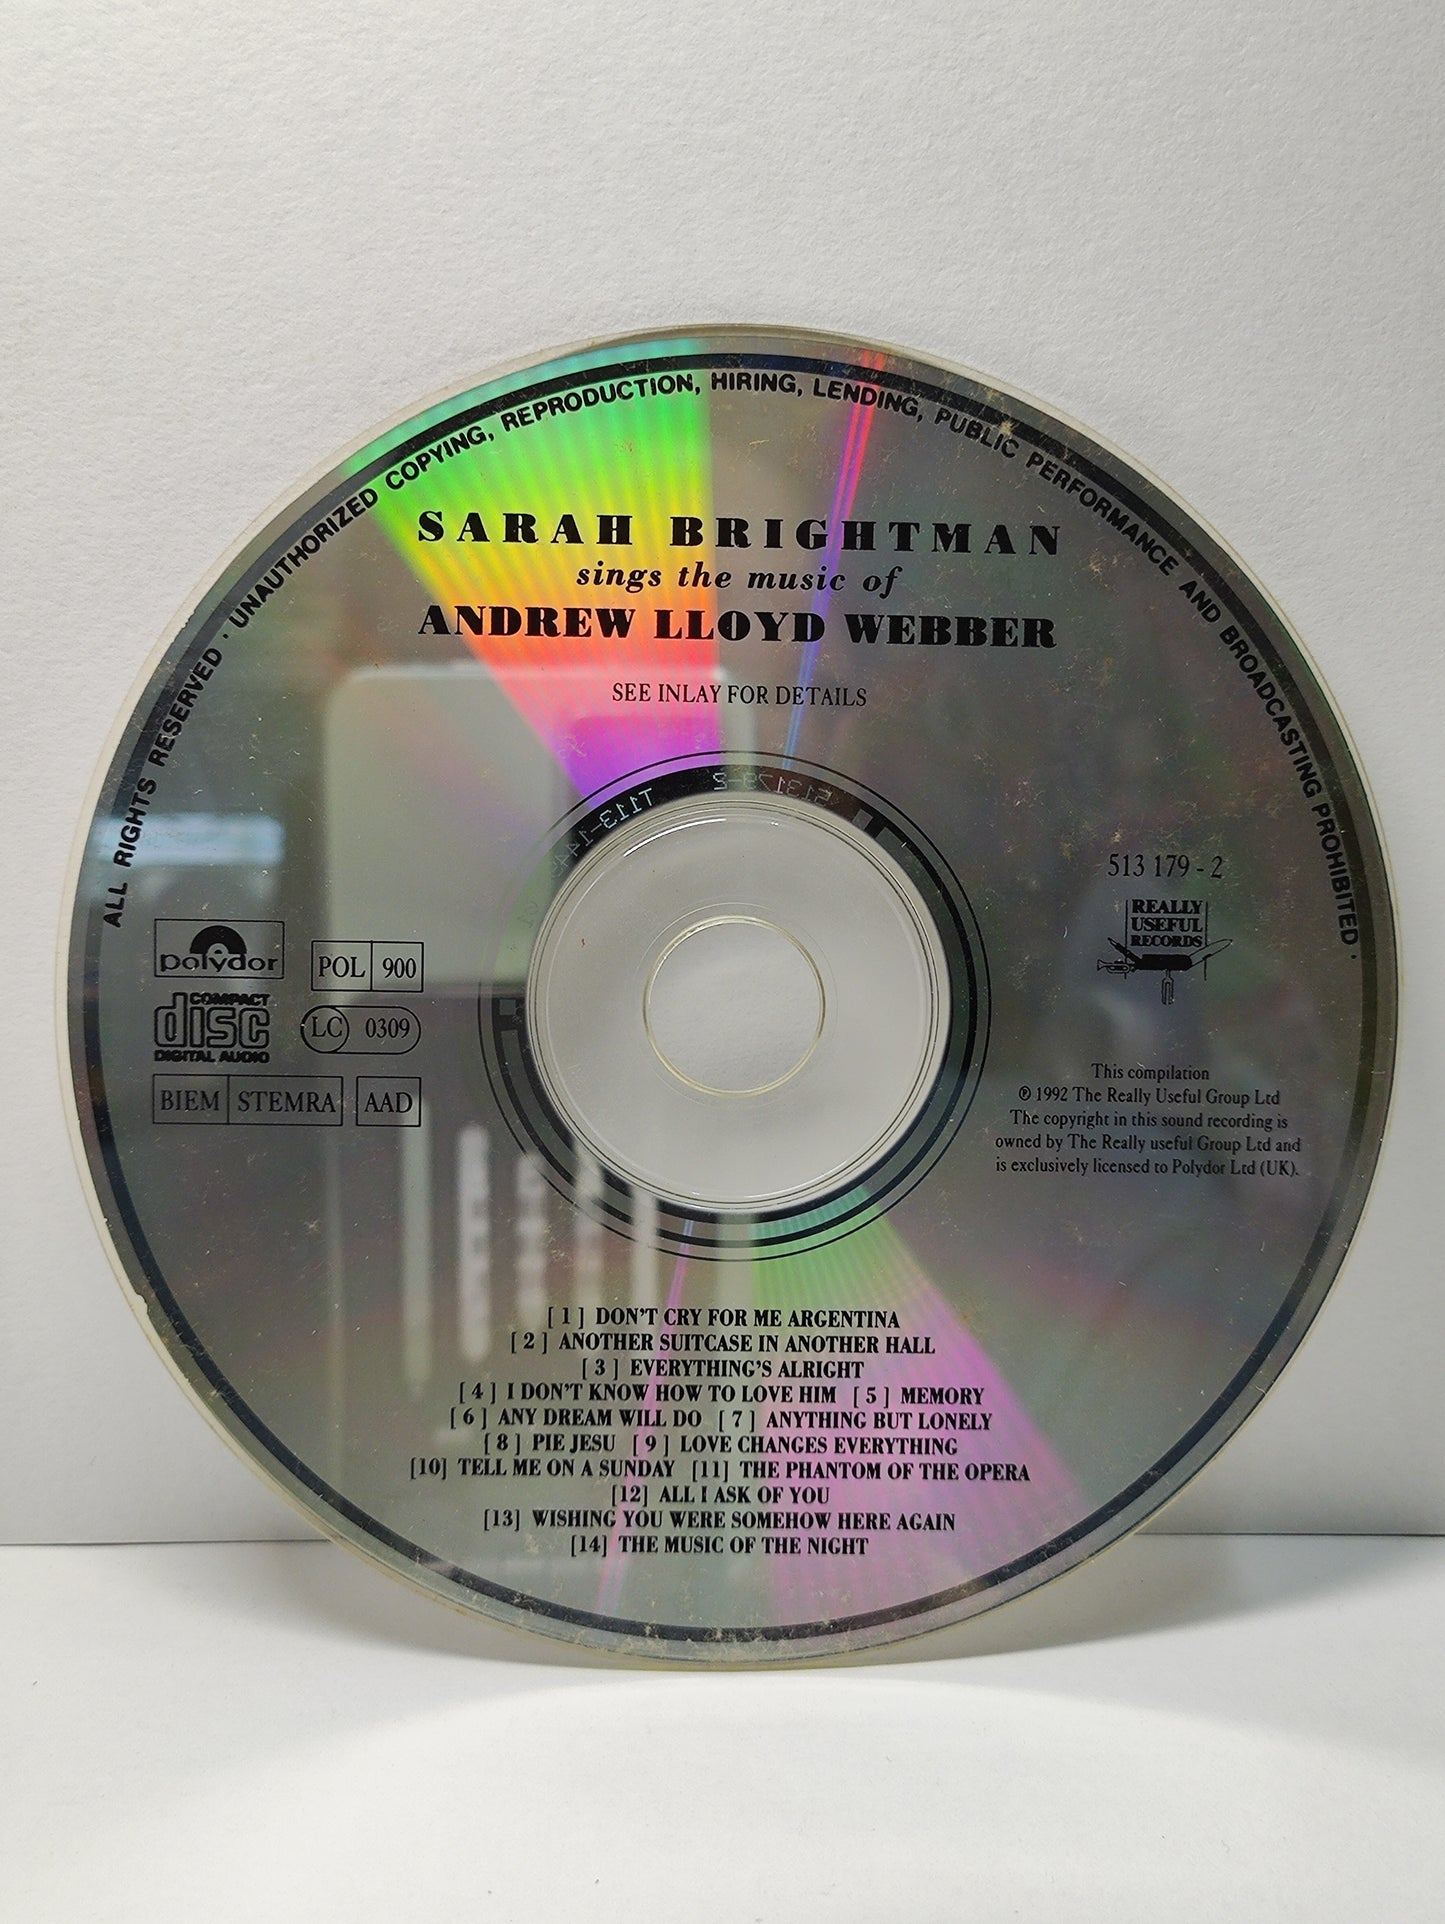 ALL RIGHTS RESERVED · UNAUTHORIZED COPYING, REPRODUCTION, HIRING, LENDING, PUBLIC PERFORMANCE AND BROADCASTING PROHIBITED ·
SARAH BRIGHTMAN
sings the music of
ANDREW LLOYD WEBBER
SEE INLAY FOR DETAILS
513179-2
513 179 - 2
REALLY
USEFUL
RECORDS
polydor
POL 900
COMPACT
disc
DIGITAL AUDIO
LC 0309
BIEM STEMRA AAD
This compilation
℗ 1992 The Really Useful Group Ltd
The copyright in this sound recording is
owned by The Really useful Group Ltd and
is exclusively licensed to Polydor Ltd (UK).
[ 1 ] DON'T CRY FOR ME ARGENTINA
[ 2 ] ANOTHER SUITCASE IN ANOTHER HALL
[ 3 ] EVERYTHING'S ALRIGHT
[ 4 ] I DON'T KNOW HOW TO LOVE HIM [ 5 ] MEMORY
[ 6 ] ANY DREAM WILL DO [ 7 ] ANYTHING BUT LONELY
[ 8 ] PIE JESU [ 9 ] LOVE CHANGES EVERYTHING
[10] TELL ME ON A SUNDAY [11] THE PHANTOM OF THE OPERA
[12] ALL I ASK OF YOU
[13] WISHING YOU WERE SOMEHOW HERE AGAIN
[14] THE MUSIC OF THE NIGHT